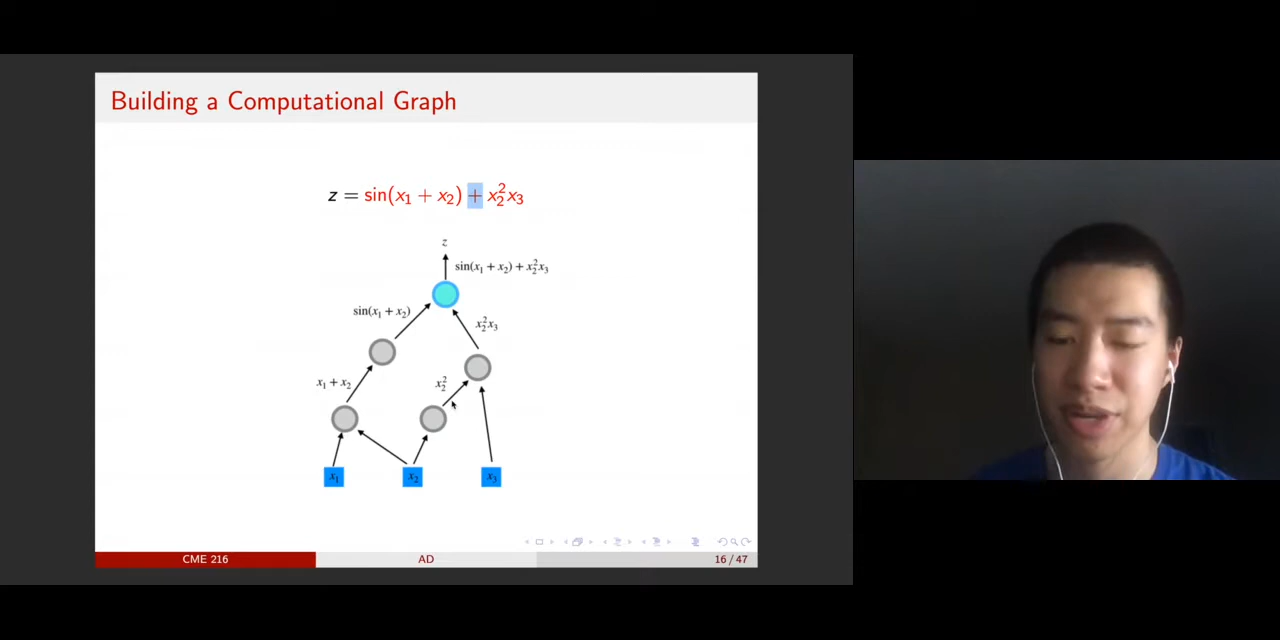 Building a Computational Graph
z = sin(x₁ + x₂) + x₂²x₃
z
sin(x₁ + x₂) + x₂²x₃
sin(x₁ + x₂)
x₂²x₃
x₁ + x₂
x₂²
x₁
x₂
x₃
CME 216
AD
16 / 47